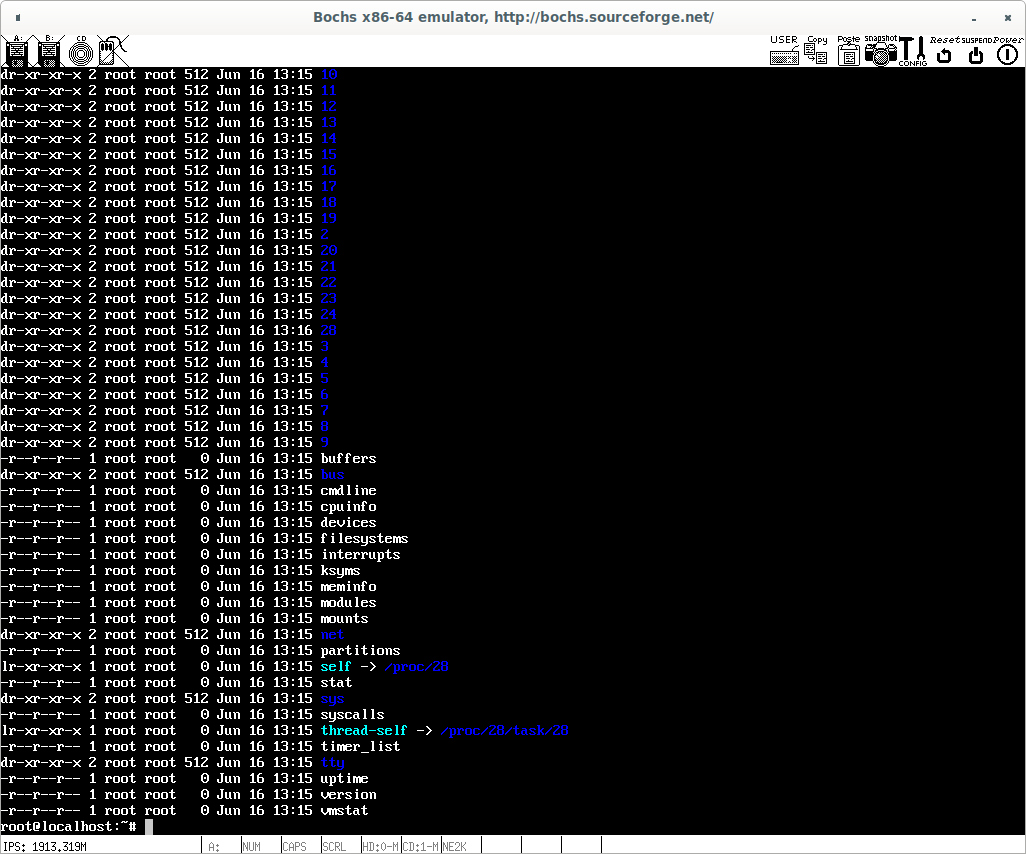 Bochs x86-64 emulator, http://bochs.sourceforge.net/
A: B: CD USER Copy Paste snapshot CONFIG Reset SUSPEND Power
dr-xr-xr-x 2 root root 512 Jun 16 13:15 10
dr-xr-xr-x 2 root root 512 Jun 16 13:15 11
dr-xr-xr-x 2 root root 512 Jun 16 13:15 12
dr-xr-xr-x 2 root root 512 Jun 16 13:15 13
dr-xr-xr-x 2 root root 512 Jun 16 13:15 14
dr-xr-xr-x 2 root root 512 Jun 16 13:15 15
dr-xr-xr-x 2 root root 512 Jun 16 13:15 16
dr-xr-xr-x 2 root root 512 Jun 16 13:15 17
dr-xr-xr-x 2 root root 512 Jun 16 13:15 18
dr-xr-xr-x 2 root root 512 Jun 16 13:15 19
dr-xr-xr-x 2 root root 512 Jun 16 13:15 2
dr-xr-xr-x 2 root root 512 Jun 16 13:15 20
dr-xr-xr-x 2 root root 512 Jun 16 13:15 21
dr-xr-xr-x 2 root root 512 Jun 16 13:15 22
dr-xr-xr-x 2 root root 512 Jun 16 13:15 23
dr-xr-xr-x 2 root root 512 Jun 16 13:15 24
dr-xr-xr-x 2 root root 512 Jun 16 13:16 28
dr-xr-xr-x 2 root root 512 Jun 16 13:15 3
dr-xr-xr-x 2 root root 512 Jun 16 13:15 4
dr-xr-xr-x 2 root root 512 Jun 16 13:15 5
dr-xr-xr-x 2 root root 512 Jun 16 13:15 6
dr-xr-xr-x 2 root root 512 Jun 16 13:15 7
dr-xr-xr-x 2 root root 512 Jun 16 13:15 8
dr-xr-xr-x 2 root root 512 Jun 16 13:15 9
-r--r--r-- 1 root root   0 Jun 16 13:15 buffers
dr-xr-xr-x 2 root root 512 Jun 16 13:15 bus
-r--r--r-- 1 root root   0 Jun 16 13:15 cmdline
-r--r--r-- 1 root root   0 Jun 16 13:15 cpuinfo
-r--r--r-- 1 root root   0 Jun 16 13:15 devices
-r--r--r-- 1 root root   0 Jun 16 13:15 filesystems
-r--r--r-- 1 root root   0 Jun 16 13:15 interrupts
-r--r--r-- 1 root root   0 Jun 16 13:15 ksyms
-r--r--r-- 1 root root   0 Jun 16 13:15 meminfo
-r--r--r-- 1 root root   0 Jun 16 13:15 modules
-r--r--r-- 1 root root   0 Jun 16 13:15 mounts
dr-xr-xr-x 2 root root 512 Jun 16 13:15 net
-r--r--r-- 1 root root   0 Jun 16 13:15 partitions
lr-xr-xr-x 1 root root   0 Jun 16 13:15 self -> /proc/28
-r--r--r-- 1 root root   0 Jun 16 13:15 stat
dr-xr-xr-x 2 root root 512 Jun 16 13:15 sys
-r--r--r-- 1 root root   0 Jun 16 13:15 syscalls
lr-xr-xr-x 1 root root   0 Jun 16 13:15 thread-self -> /proc/28/task/28
-r--r--r-- 1 root root   0 Jun 16 13:15 timer_list
dr-xr-xr-x 2 root root 512 Jun 16 13:15 tty
-r--r--r-- 1 root root   0 Jun 16 13:15 uptime
-r--r--r-- 1 root root   0 Jun 16 13:15 version
-r--r--r-- 1 root root   0 Jun 16 13:15 vmstat
root@localhost:~#
IPS: 1913.319M A: NUM CAPS SCRL HD:0-M CD:1-M NE2K